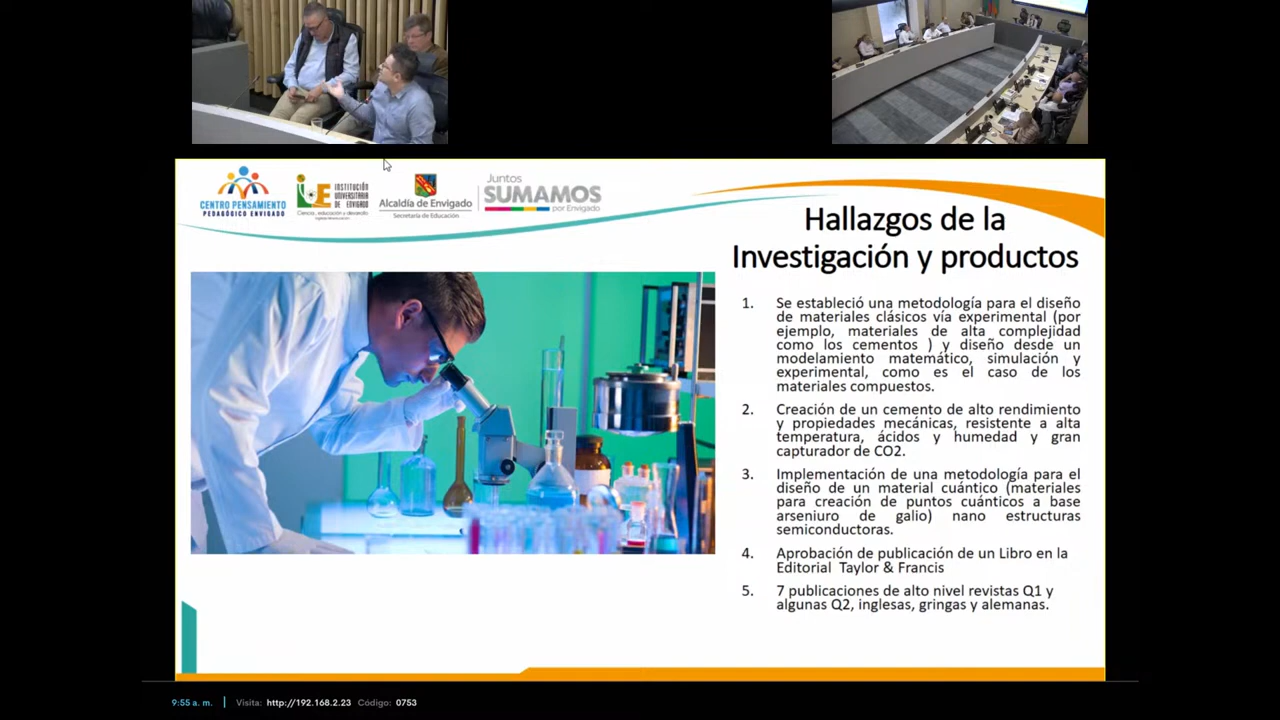 CENTRO PENSAMIENTO
PEDAGÓGICO ENVIGADO
INSTITUCIÓN
UNIVERSITARIA
DE ENVIGADO
Ciencia, educación y desarrollo
Alcaldía de Envigado
Secretaría de Educación
Juntos
SUMAMOS
por Envigado
Hallazgos de la
Investigación y productos
1. Se estableció una metodología para el diseño
de materiales clásicos vía experimental (por
ejemplo, materiales de alta complejidad
como los cementos ) y diseño desde un
modelamiento matemático, simulación y
experimental, como es el caso de los
materiales compuestos.
2. Creación de un cemento de alto rendimiento
y propiedades mecánicas, resistente a alta
temperatura, ácidos y humedad y gran
capturador de CO2.
3. Implementación de una metodología para el
diseño de un material cuántico (materiales
para creación de puntos cuánticos a base
arseniuro de galio) nano estructuras
semiconductoras.
4. Aprobación de publicación de un Libro en la
Editorial Taylor & Francis
5. 7 publicaciones de alto nivel revistas Q1 y
algunas Q2, inglesas, gringas y alemanas.
9:55 a. m. | Visita: http://192.168.2.23 Código: 0753